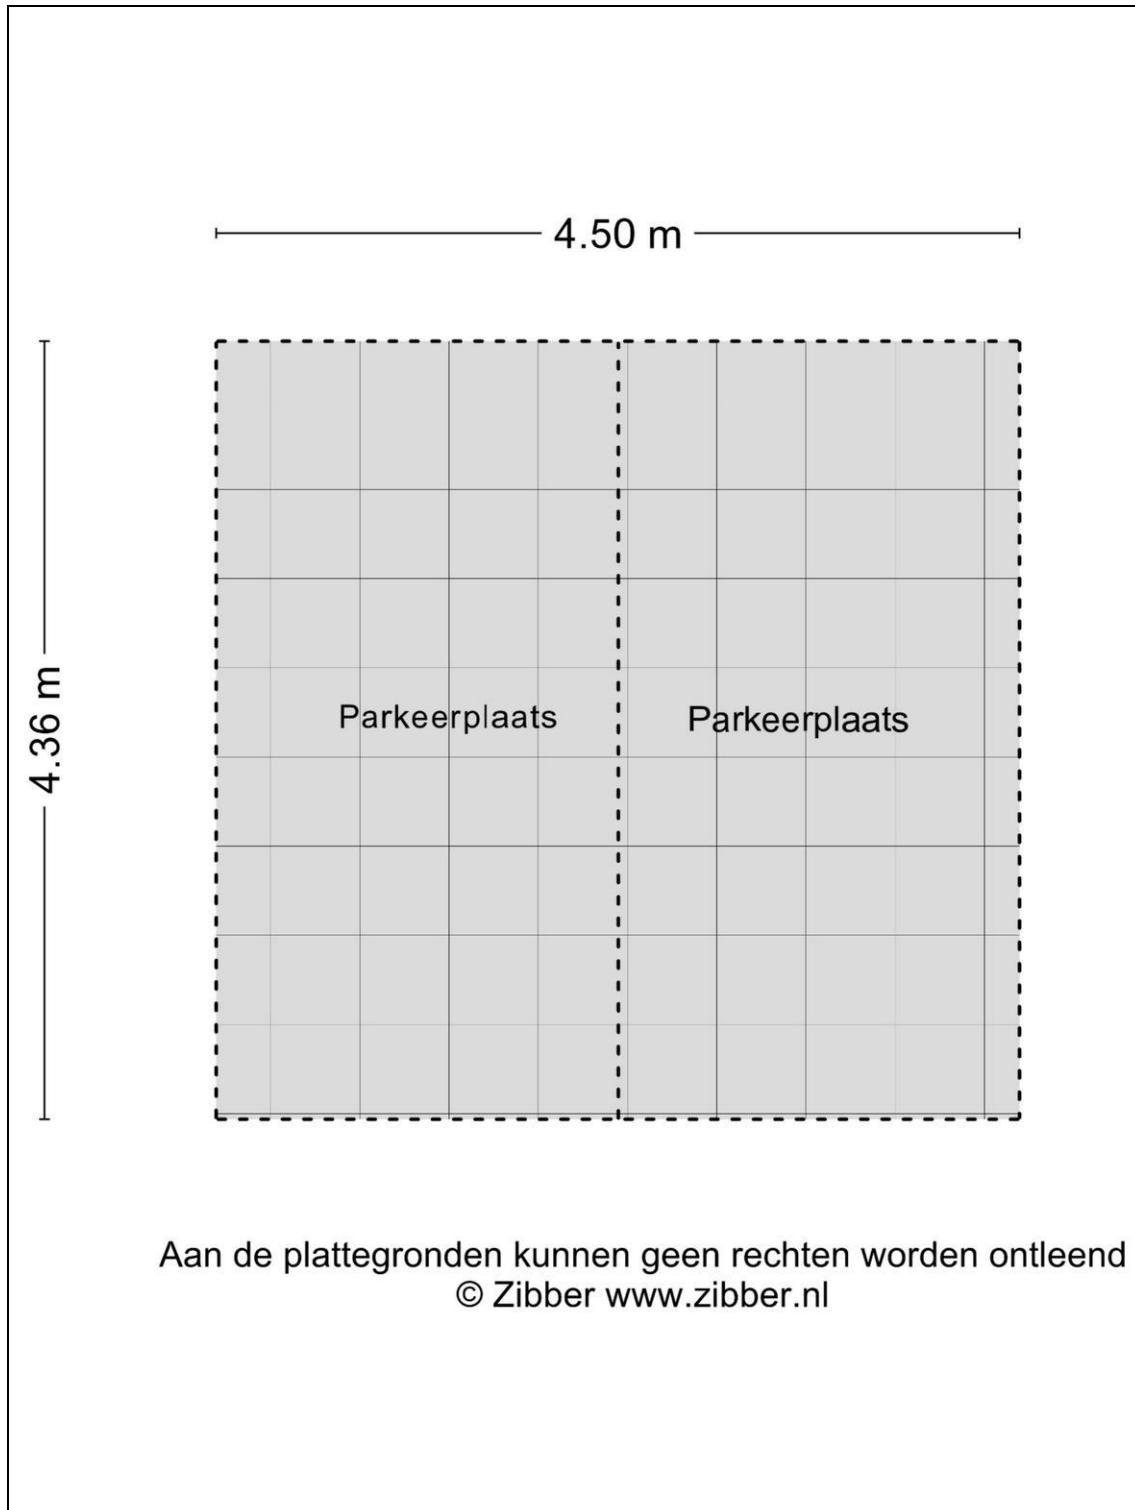 4.50 m
4.36 m
Parkeerplaats Parkeerplaats
Aan de plattegronden kunnen geen rechten worden ontleend
© Zibber www.zibber.nl